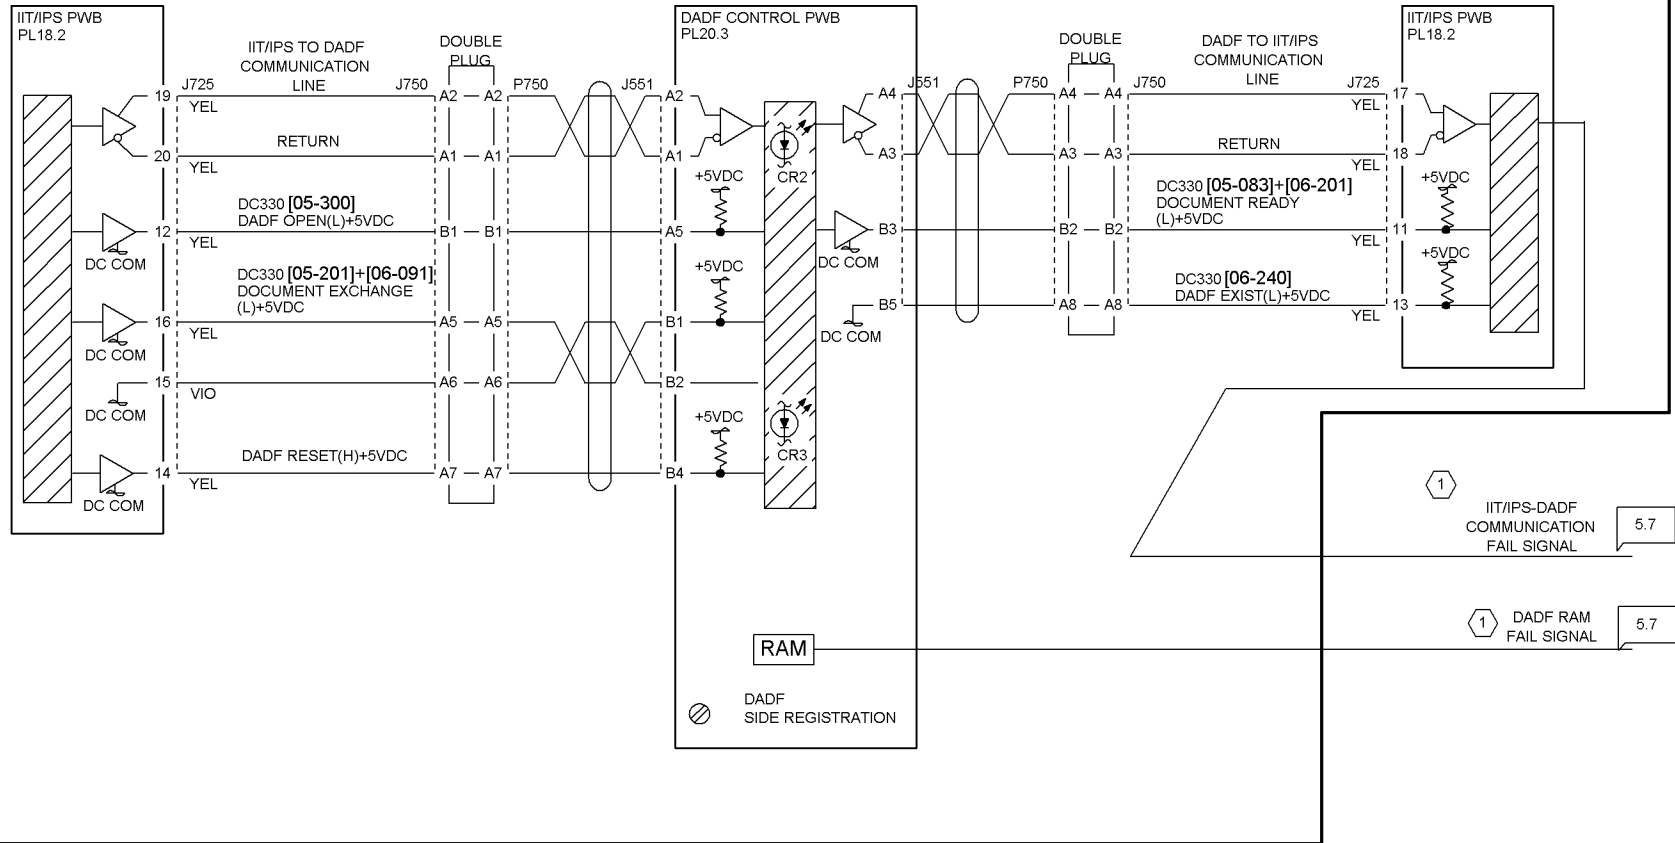 IIT/IPS PWB
PL18.2
IIT/IPS TO DADF
COMMUNICATION
LINE
DOUBLE
PLUG
DADF CONTROL PWB
PL20.3
DOUBLE
PLUG
DADF TO IIT/IPS
COMMUNICATION
LINE
IIT/IPS PWB
PL18.2
19 J725 J750 A2 A2 P750 J551 A2 A4 J551 P750 A4 A4 J750 J725 17
YEL YEL
RETURN RETURN
20 A1 A1 A1 A3 A3 A3 18
YEL YEL
CR2
+5VDC
+5VDC
DC330 [05-300]
DADF OPEN(L)+5VDC
DC330 [05-083]+[06-201]
DOCUMENT READY
(L)+5VDC
12 B1 B1 A5 B3 B2 B2 11
YEL YEL
DC COM DC COM
+5VDC
+5VDC
DC330 [05-201]+[06-091]
DOCUMENT EXCHANGE
(L)+5VDC
DC330 [06-240]
DADF EXIST(L)+5VDC
B5 A8 A8 13
YEL
16 A5 A5 B1
YEL
DC COM DC COM
15 A6 A6 B2
VIO
DC COM
+5VDC
CR3
DADF RESET(H)+5VDC
14 A7 A7 B4
YEL
DC COM
1
IIT/IPS-DADF
COMMUNICATION
FAIL SIGNAL
5.7
1
DADF RAM
FAIL SIGNAL
5.7
RAM
DADF
SIDE REGISTRATION